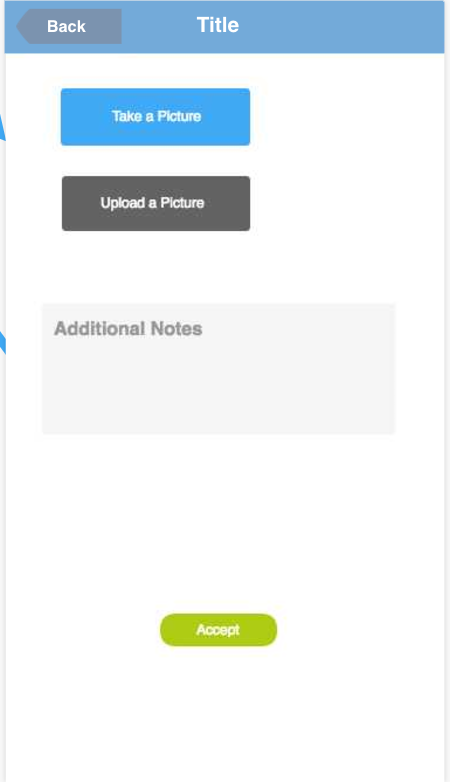 Back
Title
Take a Picture
Upload a Picture
Additional Notes
Accept